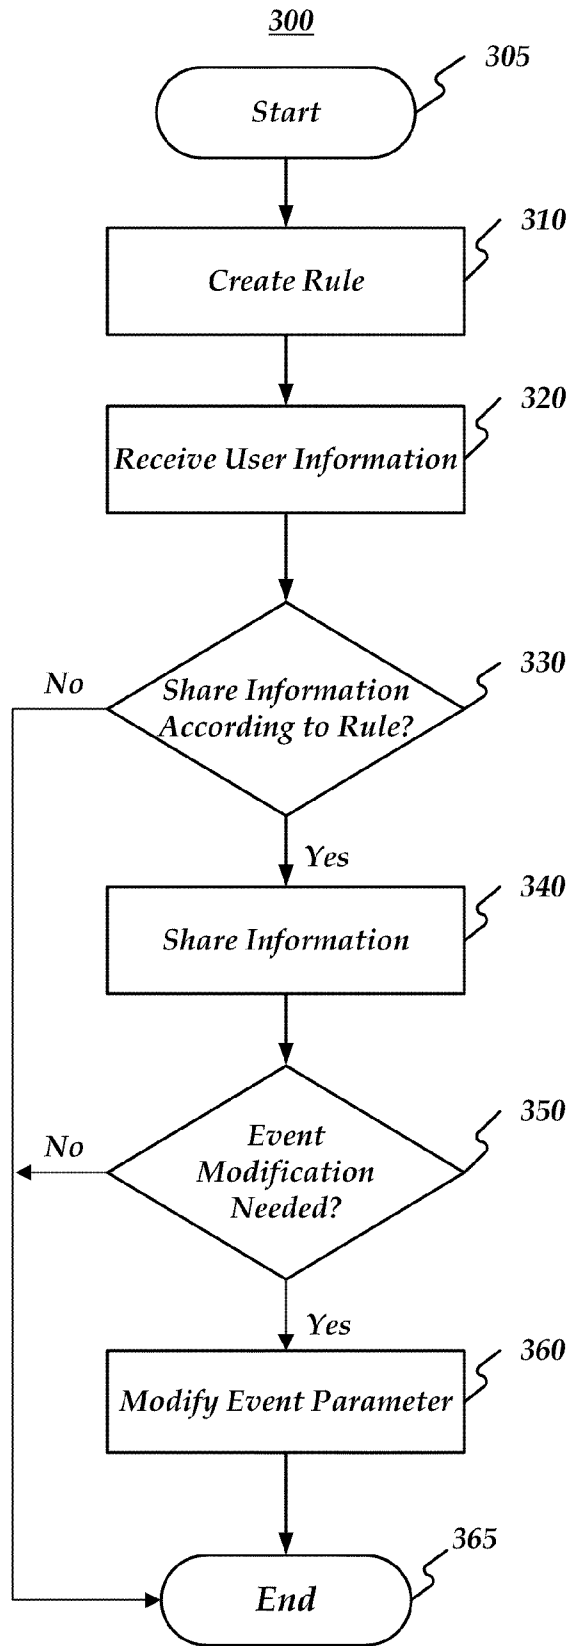 300
305
Start
310
Create Rule
320
Receive User Information
330
No
Share Information
According to Rule?
Yes
340
Share Information
350
No
Event
Modification
Needed?
Yes
360
Modify Event Parameter
365
End